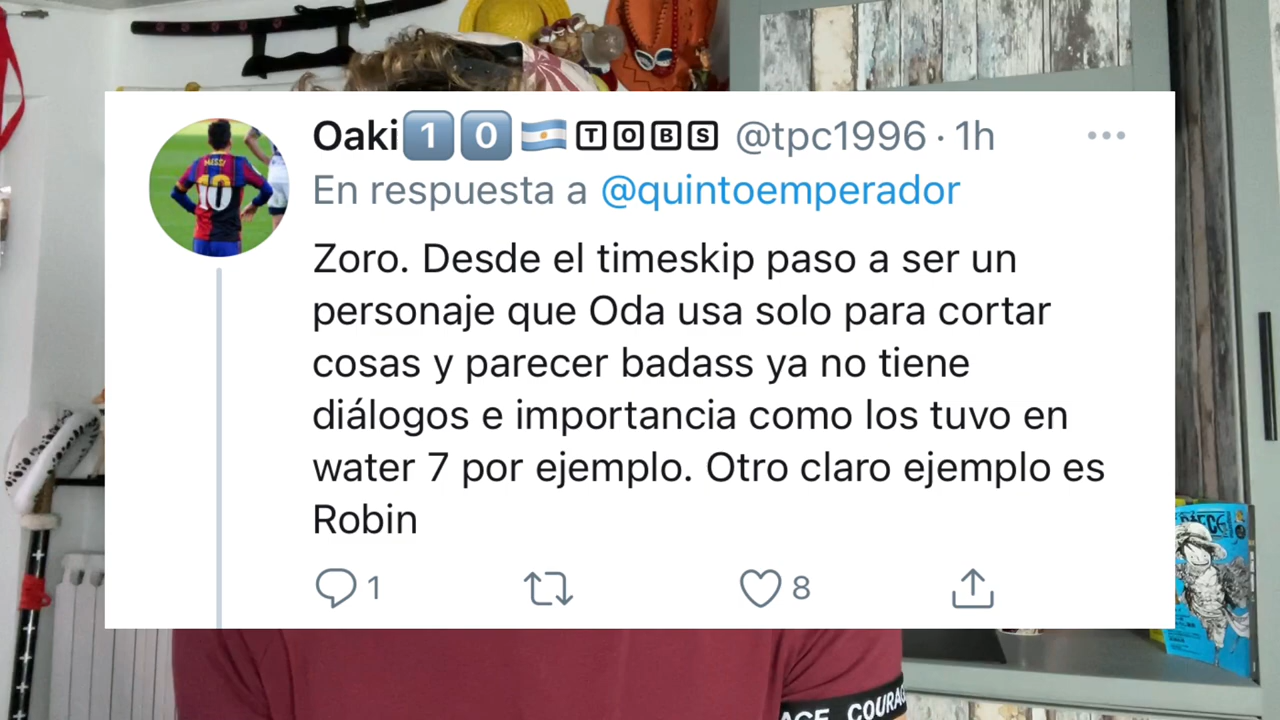 Oaki1️⃣0️⃣🇦🇷🅃🄾🄱🅂 @tpc1996 · 1h
En respuesta a @quintoemperador
Zoro. Desde el timeskip paso a ser un
personaje que Oda usa solo para cortar
cosas y parecer badass ya no tiene
diálogos e importancia como los tuvo en
water 7 por ejemplo. Otro claro ejemplo es
Robin
1
8
MESSI
10